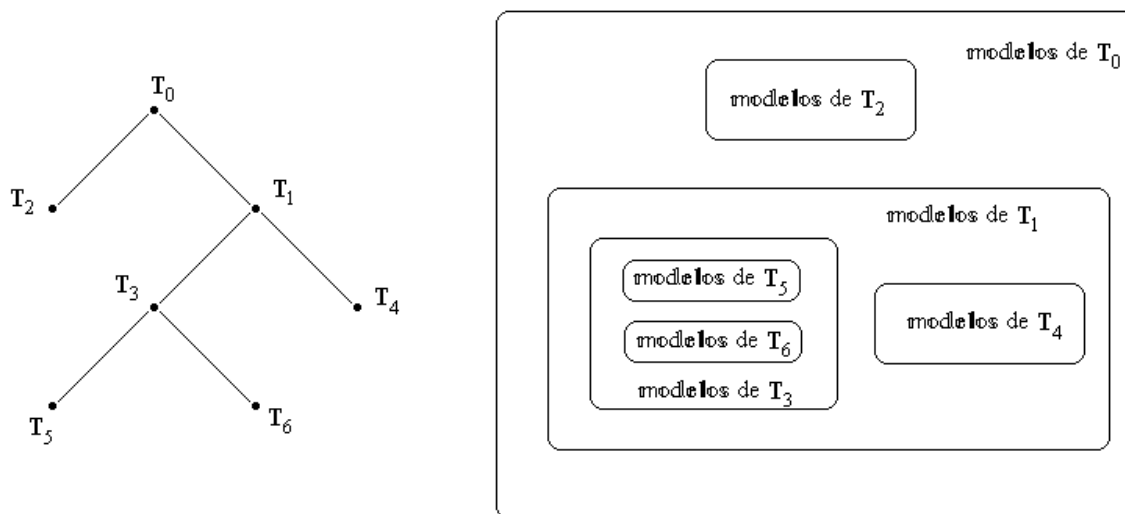 T₀
T₂
T₁
T₃
T₄
T₅
T₆
modelos de T₀
modelos de T₂
modelos de T₁
modelos de T₅
modelos de T₆
modelos de T₃
modelos de T₄